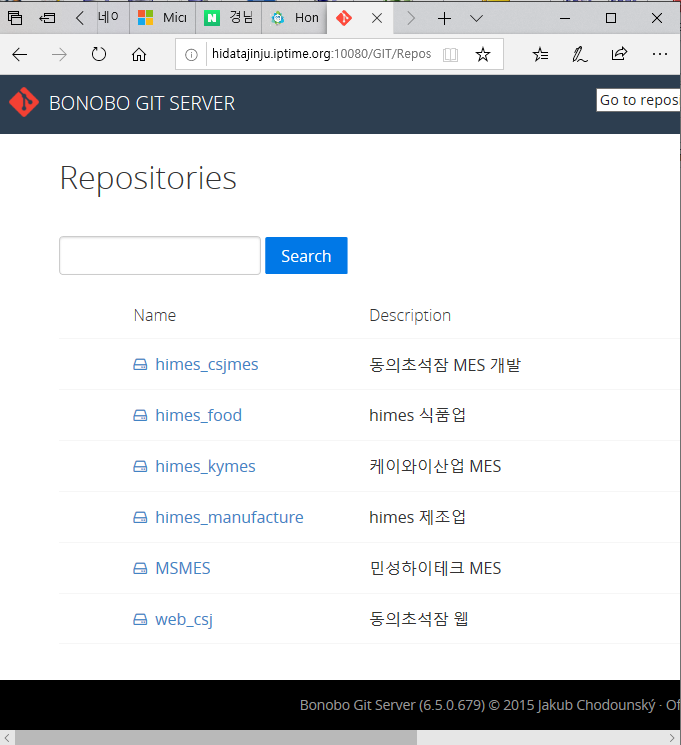 네이
Micr
경님
Hon
hidatajinju.iptime.org:10080/GIT/Repos
BONOBO GIT SERVER
Go to repos
Repositories
Search
Name Description
himes_csjmes 동의초석잠 MES 개발
himes_food himes 식품업
himes_kymes 케이와이산업 MES
himes_manufacture himes 제조업
MSMES 민성하이테크 MES
web_csj 동의초석잠 웹
Bonobo Git Server (6.5.0.679) © 2015 Jakub Chodounský - Of